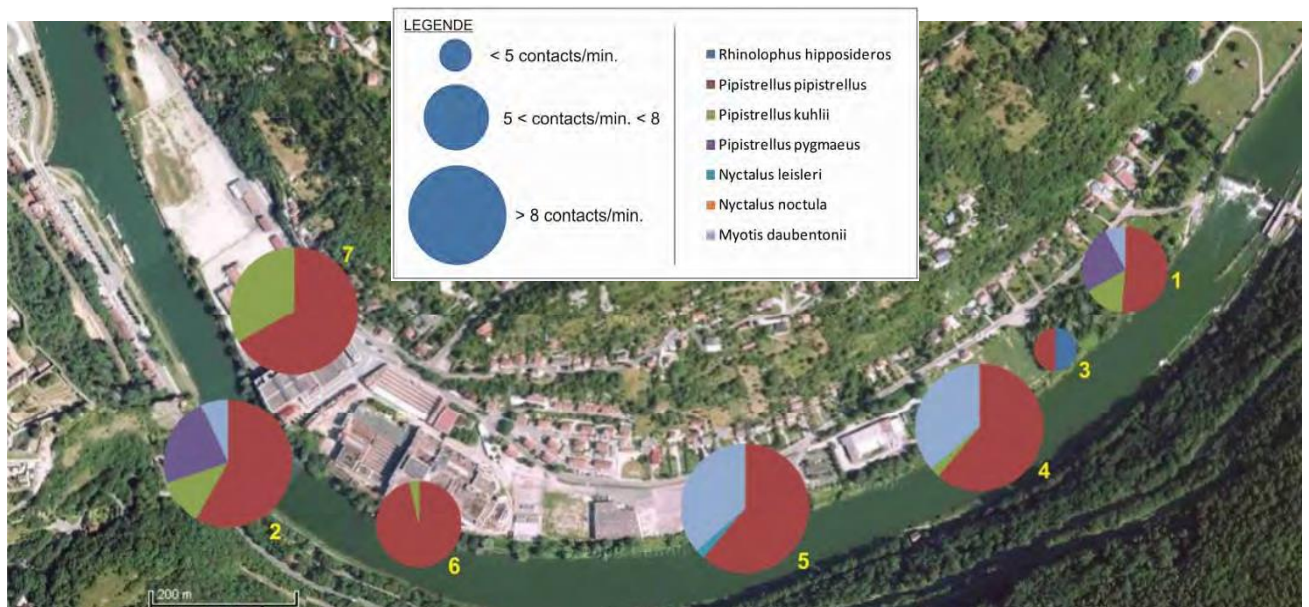 LEGENDE
< 5 contacts/min.
5 < contacts/min. < 8
> 8 contacts/min.
Rhinolophus hipposideros
Pipistrellus pipistrellus
Pipistrellus kuhlii
Pipistrellus pygmaeus
Nyctalus leisleri
Nyctalus noctula
Myotis daubentonii
7
1
3
4
2
5
6
200 m